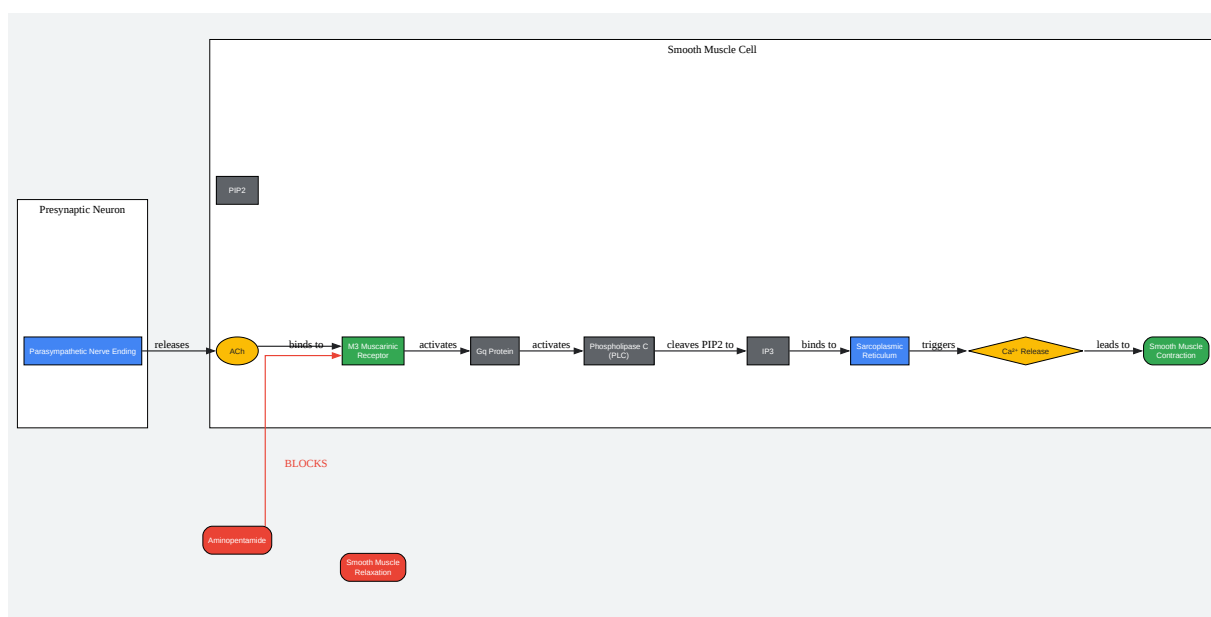 Smooth Muscle Cell
PIP2
Presynaptic Neuron
Parasympathetic Nerve Ending
releases
ACh
binds to
M3 Muscarinic
Receptor
activates
Gq Protein
activates
Phospholipase C
(PLC)
cleaves PIP2 to
IP3
binds to
Sarcoplasmic
Reticulum
triggers
Ca²⁺ Release
leads to
Smooth Muscle
Contraction
BLOCKS
Aminopentamide
Smooth Muscle
Relaxation